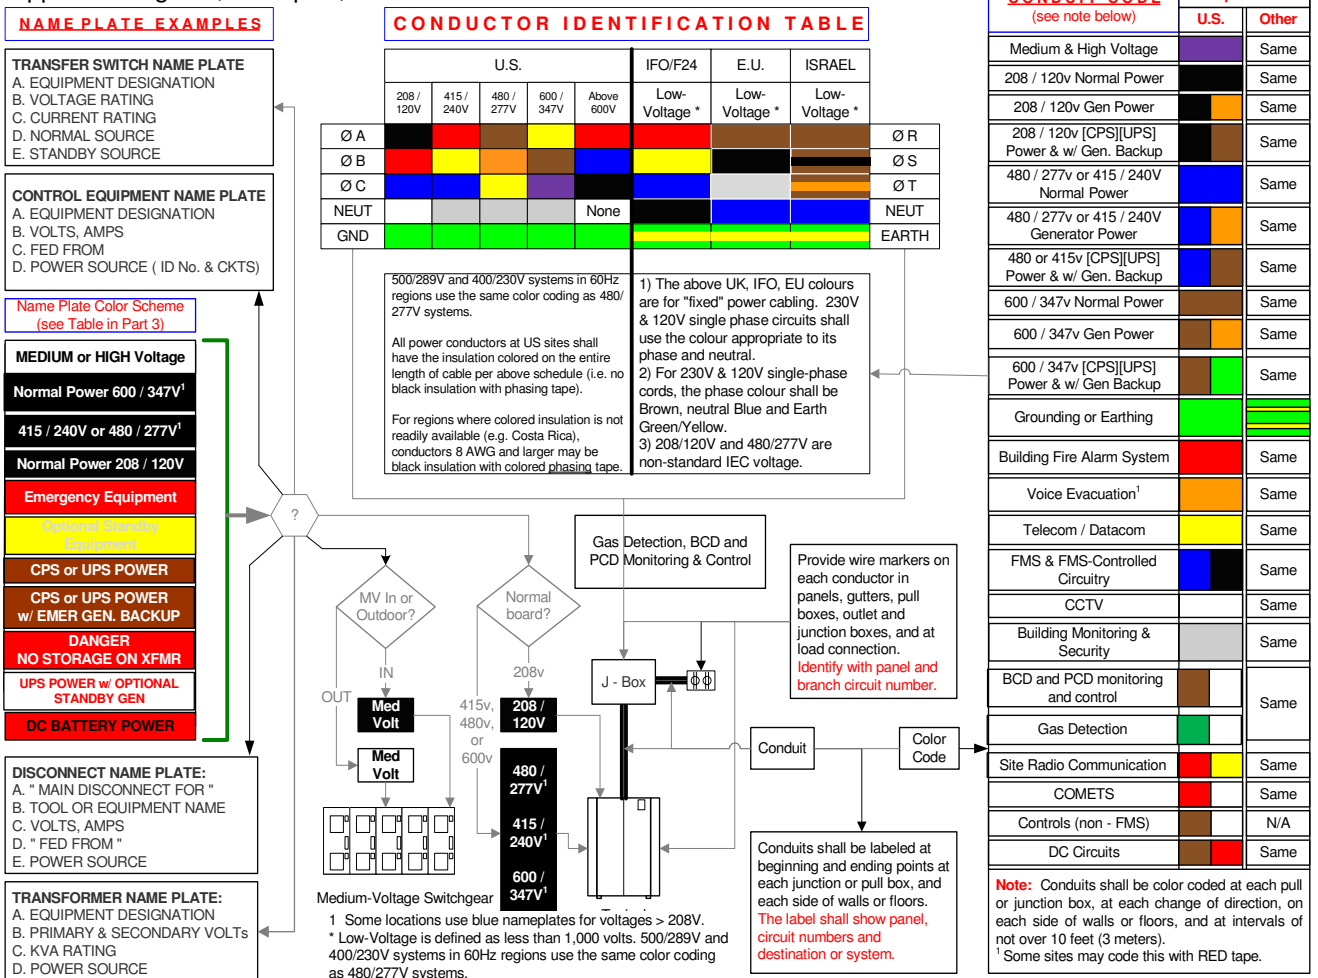 NAME PLATE EXAMPLES
TRANSFER SWITCH NAME PLATE
A. EQUIPMENT DESIGNATION
B. VOLTAGE RATING
C. CURRENT RATING
D. NORMAL SOURCE
E. STANDBY SOURCE
CONTROL EQUIPMENT NAME PLATE
A. EQUIPMENT DESIGNATION
B. VOLTS, AMPS
C. FED FROM
D. POWER SOURCE ( ID No. & CKTS)
Name Plate Color Scheme
(see Table in Part 3)
MEDIUM or HIGH Voltage
Normal Power 600 / 347V¹
415 / 240V or 480 / 277V¹
Normal Power 208 / 120V
Emergency Equipment
Optional Standby
Equipment
CPS or UPS POWER
CPS or UPS POWER
w/ EMER GEN. BACKUP
DANGER
NO STORAGE ON XFMR
UPS POWER w/ OPTIONAL
STANDBY GEN
DC BATTERY POWER
DISCONNECT NAME PLATE:
A. " MAIN DISCONNECT FOR "
B. TOOL OR EQUIPMENT NAME
C. VOLTS, AMPS
D. " FED FROM "
E. POWER SOURCE
TRANSFORMER NAME PLATE:
A. EQUIPMENT DESIGNATION
B. PRIMARY & SECONDARY VOLTs
C. KVA RATING
D. POWER SOURCE
CONDUCTOR IDENTIFICATION TABLE
U.S. IFO/F24 E.U. ISRAEL
208 / 120V 415 / 240V 480 / 277V 600 / 347V Above 600V Low-Voltage * Low-Voltage * Low-Voltage *
Ø A Ø R
Ø B Ø S
Ø C Ø T
NEUT None NEUT
GND EARTH
500/289V and 400/230V systems in 60Hz
regions use the same color coding as 480/
277V systems.
All power conductors at US sites shall
have the insulation colored on the entire
length of cable per above schedule (i.e. no
black insulation with phasing tape).
For regions where colored insulation is not
readily available (e.g. Costa Rica),
conductors 8 AWG and larger may be
black insulation with colored phasing tape.
1) The above UK, IFO, EU colours
are for "fixed" power cabling. 230V
& 120V single phase circuits shall
use the colour appropriate to its
phase and neutral.
2) For 230V & 120V single-phase
cords, the phase colour shall be
Brown, neutral Blue and Earth
Green/Yellow.
3) 208/120V and 480/277V are
non-standard IEC voltage.
?
Gas Detection, BCD and
PCD Monitoring & Control
MV In or
Outdoor?
Normal
board?
IN
OUT
208v
415v,
480v,
or
600v
Med
Volt
Med
Volt
208 /
120V
480 /
277V¹
415 /
240V¹
600 /
347V¹
J - Box
Provide wire markers on
each conductor in
panels, gutters, pull
boxes, outlet and
junction boxes, and at
load connection.
Identify with panel and
branch circuit number.
Conduit
Color
Code
Conduits shall be labeled at
beginning and ending points at
each junction or pull box, and
each side of walls or floors.
The label shall show panel,
circuit numbers and
destination or system.
Medium-Voltage Switchgear
1 Some locations use blue nameplates for voltages > 208V.
* Low-Voltage is defined as less than 1,000 volts. 500/289V and
400/230V systems in 60Hz regions use the same color coding
as 480/277V systems.
CONDUIT CODE
(see note below) U.S. Other
Medium & High Voltage Same
208 / 120v Normal Power Same
208 / 120v Gen Power Same
208 / 120v [CPS][UPS]
Power & w/ Gen. Backup Same
480 / 277v or 415 / 240V
Normal Power Same
480 / 277v or 415 / 240V
Generator Power Same
480 or 415v [CPS][UPS]
Power & w/ Gen. Backup Same
600 / 347v Normal Power Same
600 / 347v Gen Power Same
600 / 347v [CPS][UPS]
Power & w/ Gen Backup Same
Grounding or Earthing
Building Fire Alarm System Same
Voice Evacuation¹ Same
Telecom / Datacom Same
FMS & FMS-Controlled
Circuitry Same
CCTV Same
Building Monitoring &
Security Same
BCD and PCD monitoring
and control
Same
Gas Detection
Site Radio Communication Same
COMETS Same
Controls (non - FMS) N/A
DC Circuits Same
Note: Conduits shall be color coded at each pull
or junction box, at each change of direction, on
each side of walls or floors, and at intervals of
not over 10 feet (3 meters).
¹ Some sites may code this with RED tape.